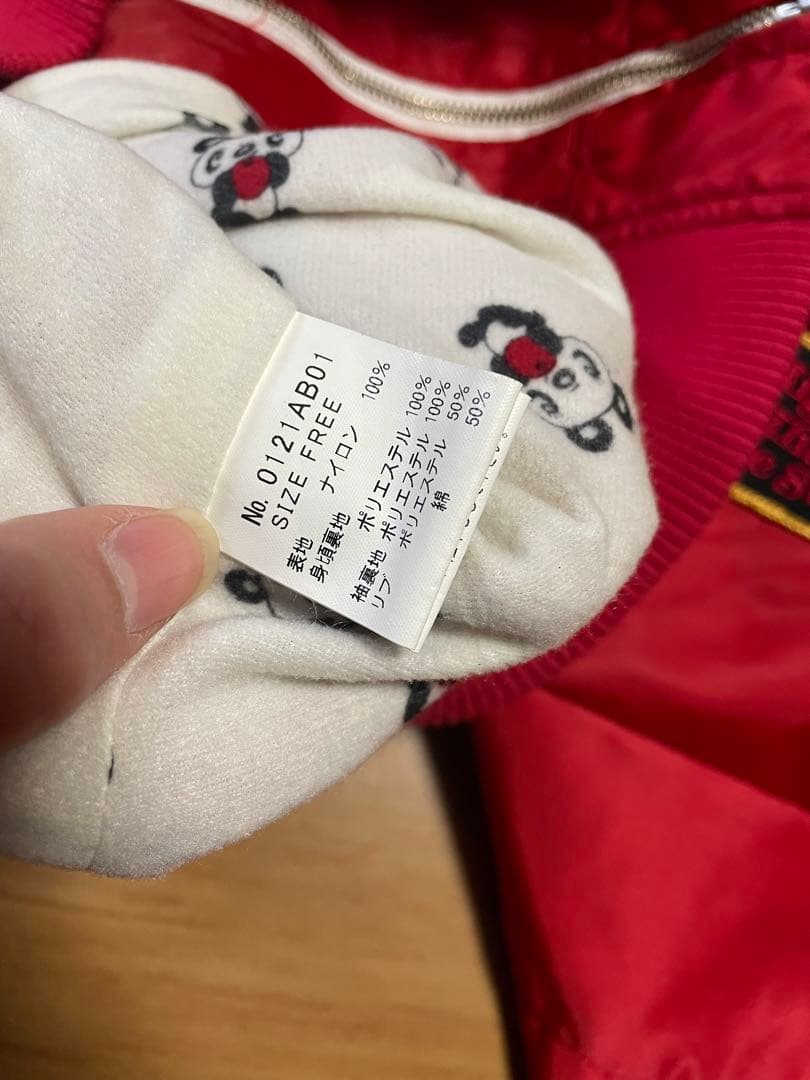 No. 0121AB01
SIZE FREE
表地 ナイロン 100%
身頃裏地 ポリエステル 100%
袖裏地 ポリエステル 100%
リブ ポリエステル 50%
綿 50%